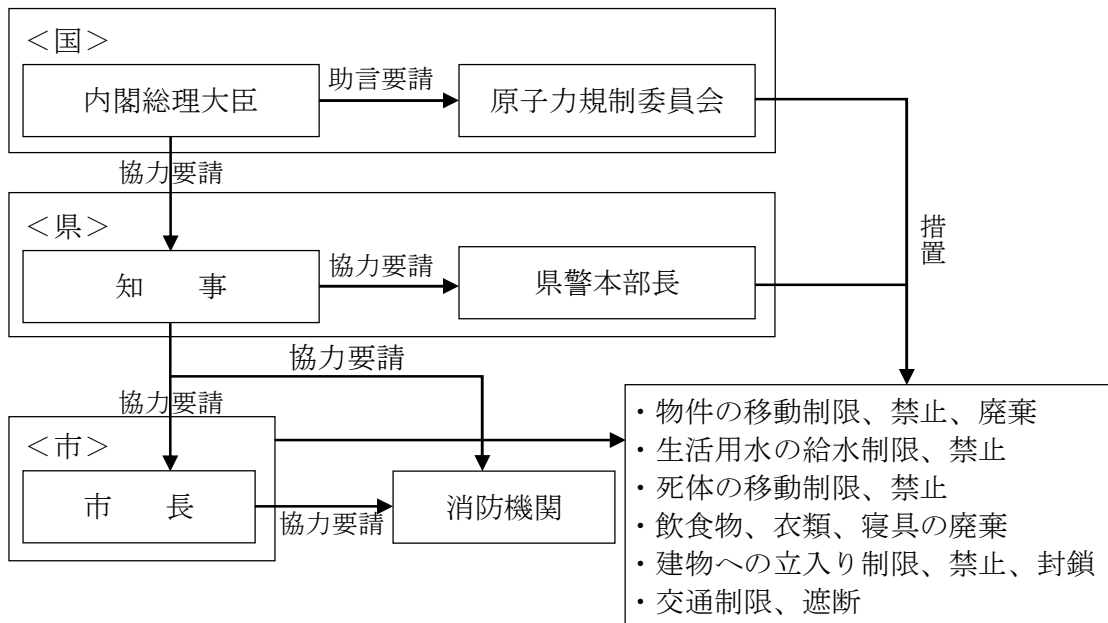 ＜国＞
内閣総理大臣
助言要請
原子力規制委員会
協力要請
＜県＞
知　事
協力要請
県警本部長
措置
協力要請
協力要請
＜市＞
市　長
協力要請
消防機関
・物件の移動制限、禁止、廃棄
・生活用水の給水制限、禁止
・死体の移動制限、禁止
・飲食物、衣類、寝具の廃棄
・建物への立入り制限、禁止、封鎖
・交通制限、遮断